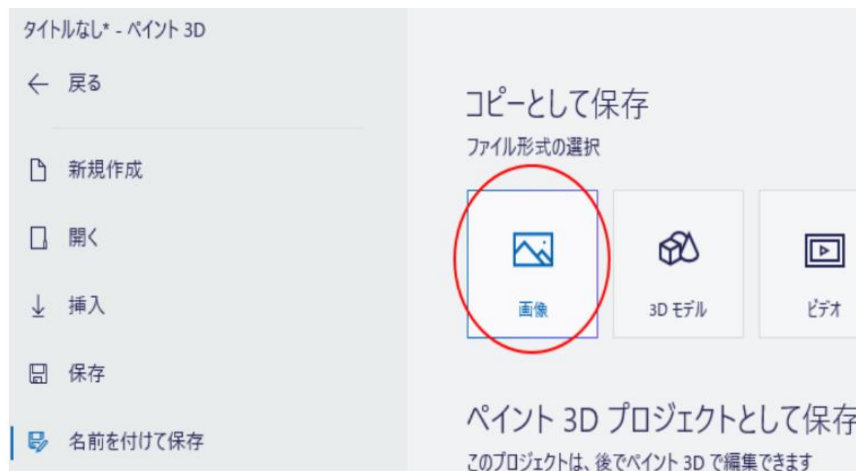 タイトルなし* - ペイント 3D
戻る
新規作成
開く
挿入
保存
名前を付けて保存
コピーとして保存
ファイル形式の選択
画像
3D モデル
ビデオ
ペイント 3D プロジェクトとして保存
このプロジェクトは、後でペイント 3D で編集できます